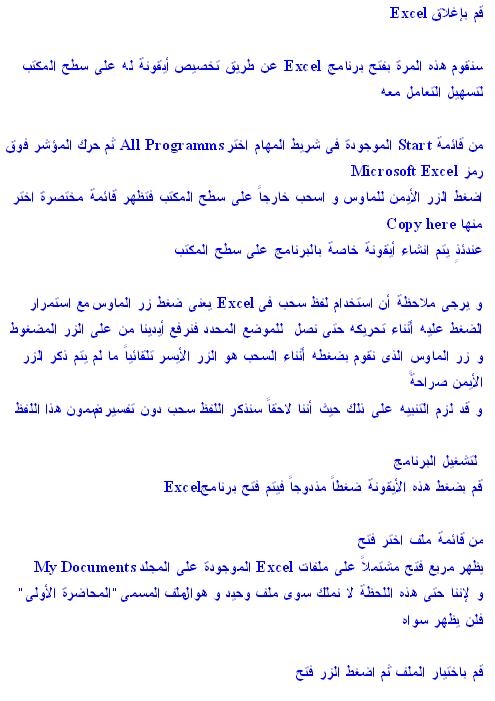 قم بإغلاق Excel
سنقوم هذه المرة بفتح برنامج Excel عن طريق تخصيص أيقونة له على سطح المكتب
لتسهيل التعامل معه
من قائمة Start الموجودة فى شريط المهام اختر All Programms ثم حرك المؤشر فوق
رمز Microsoft Excel
اضغط الزر الأيمن للماوس و اسحب خارجاً على سطح المكتب فتظهر قائمة مختصرة اختر
منها Copy here
عندئذٍ يتم انشاء أيقونة خاصة بالبرنامج على سطح المكتب
و يرجى ملاحظة أن استخدام لفظ سحب فى Excel يعنى ضغط زر الماوس مع استمرار
الضغط عليه أثناء تحريكه حتى نصل للموضع المحدد فنرفع أيدينا من على الزر المضغوط
و زر الماوس الذى نقوم بضغطه أثناء السحب هو الزر الأيسر تلقائياً ما لم يتم ذكر الزر
الأيمن صراحةً
و قد لزم التنبيه على ذلك حيث أننا لاحقاً سنذكر اللفظ سحب دون تفسير مضمون هذا اللفظ
لتشغيل البرنامج
قم بضغط هذه الأيقونة ضغطاً مذدوجاً فيتم فتح برنامج Excel
من قائمة ملف اختر فتح
يظهر مربع فتح مشتملاً على ملفات Excel الموجودة على المجلد My Documents
و لإننا حتى هذه اللحظة لا نملك سوى ملف وحيد و هو الملف المسمى "المحاضرة الأولى"
فلن يظهر سواه
قم باختيار الملف ثم اضغط الزر فتح